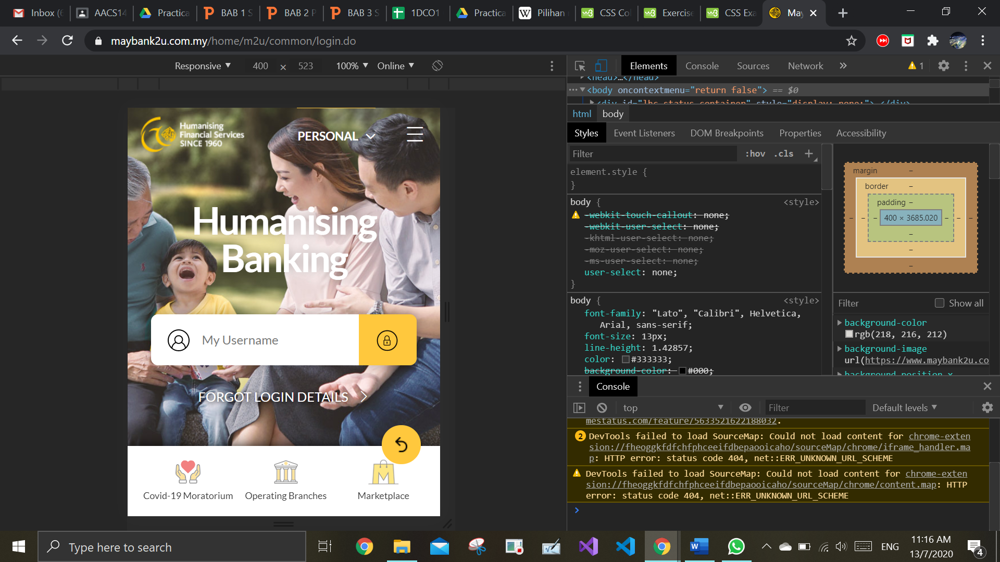 Inbox (6
AACS14
Practica
BAB 1 S
BAB 2 P
BAB 3 S
1DCO1
Practica
Pilihan
CSS Col
Exercise
CSS Exa
May
maybank2u.com.my/home/m2u/common/login.do
Responsive 400 × 523 100% Online
Elements Console Sources Network » 1
<head>…</head>
<body oncontextmenu="return false"> == $0
<div id="lhc_status_container" style="display: none;"> </div>
html body
Styles Event Listeners DOM Breakpoints Properties Accessibility
Filter :hov .cls +
element.style {
}
body { <style>
-webkit-touch-callout: none;
-webkit-user-select: none;
-khtml-user-select: none;
-moz-user-select: none;
-ms-user-select: none;
user-select: none;
}
body { <style>
font-family: "Lato", "Calibri", Helvetica,
Arial, sans-serif;
font-size: 13px;
line-height: 1.42857;
color: #333333;
background-color: #000;
margin –
border –
padding –
– – – 400 × 3685.020 – – –
–
–
–
Filter Show all
background-color
rgb(218, 216, 212)
background-image
url(https://www.maybank2u.co
background-position-x
Console
top Filter Default levels
mestatus.com/feature/5633521622188032.
2 DevTools failed to load SourceMap: Could not load content for chrome-exten
sion://fheoggkfdfchfphceeifdbepaooicaho/sourceMap/chrome/iframe_handler.ma
p: HTTP error: status code 404, net::ERR_UNKNOWN_URL_SCHEME
DevTools failed to load SourceMap: Could not load content for chrome-exten
sion://fheoggkfdfchfphceeifdbepaooicaho/sourceMap/chrome/content.map: HTTP
error: status code 404, net::ERR_UNKNOWN_URL_SCHEME
>
Humanising
Financial Services
SINCE 1960
PERSONAL
Humanising
Banking
My Username
FORGOT LOGIN DETAILS
Covid-19 Moratorium
Operating Branches
M
Marketplace
Type here to search
ENG
11:16 AM
13/7/2020
4